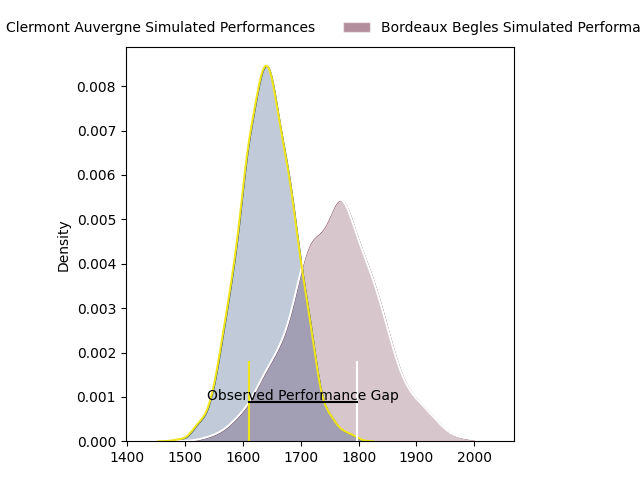 Clermont Auvergne Simulated Performances
Bordeaux Begles Simulated Performa
0.008
0.007
0.006
0.005
0.004
0.003
0.002
0.001
0.000
Density
Observed Performance Gap
1400 1500 1600 1700 1800 1900 2000